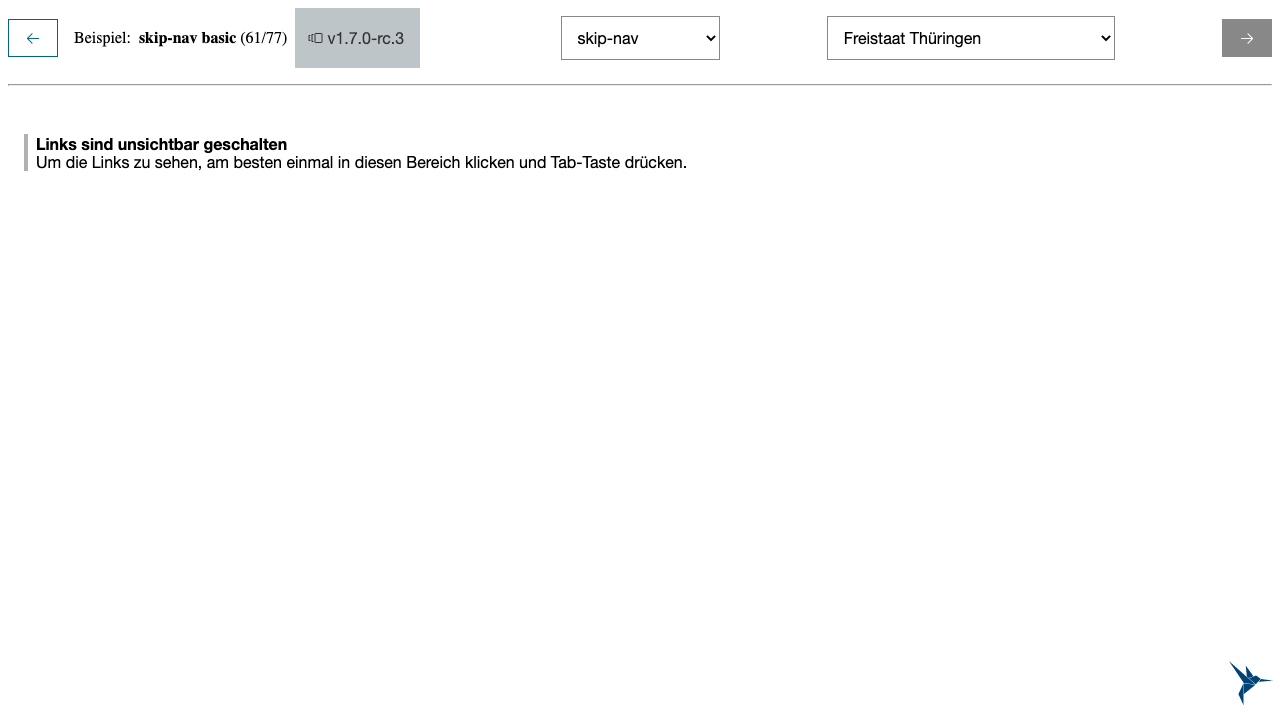 ← Beispiel: skip-nav basic (61/77) v1.7.0-rc.3 skip-nav Freistaat Thüringen →
Links sind unsichtbar geschalten
Um die Links zu sehen, am besten einmal in diesen Bereich klicken und Tab-Taste drücken.